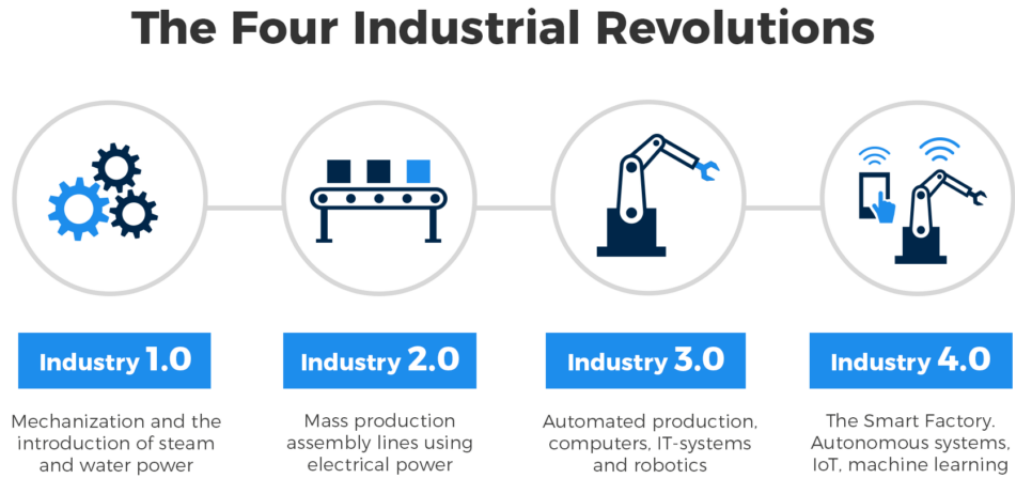 The Four Industrial Revolutions
Industry 1.0
Mechanization and the
introduction of steam
and water power
Industry 2.0
Mass production
assembly lines using
electrical power
Industry 3.0
Automated production,
computers, IT-systems
and robotics
Industry 4.0
The Smart Factory.
Autonomous systems,
IoT, machine learning